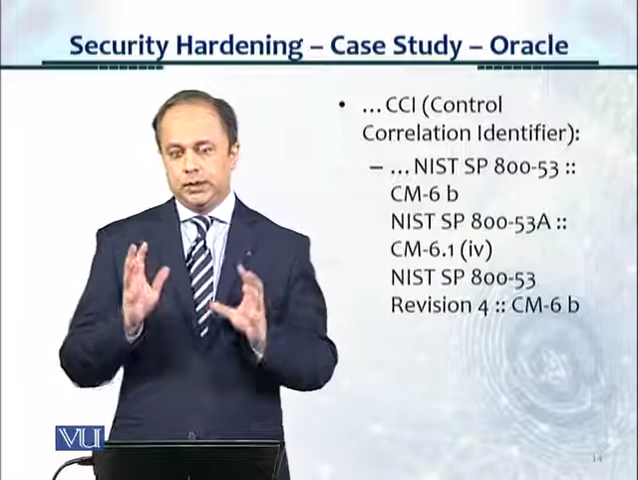 Security Hardening – Case Study – Oracle
• …CCI (Control
Correlation Identifier):
– …NIST SP 800-53 ::
CM-6 b
NIST SP 800-53A ::
CM-6.1 (iv)
NIST SP 800-53
Revision 4 :: CM-6 b
VU
14